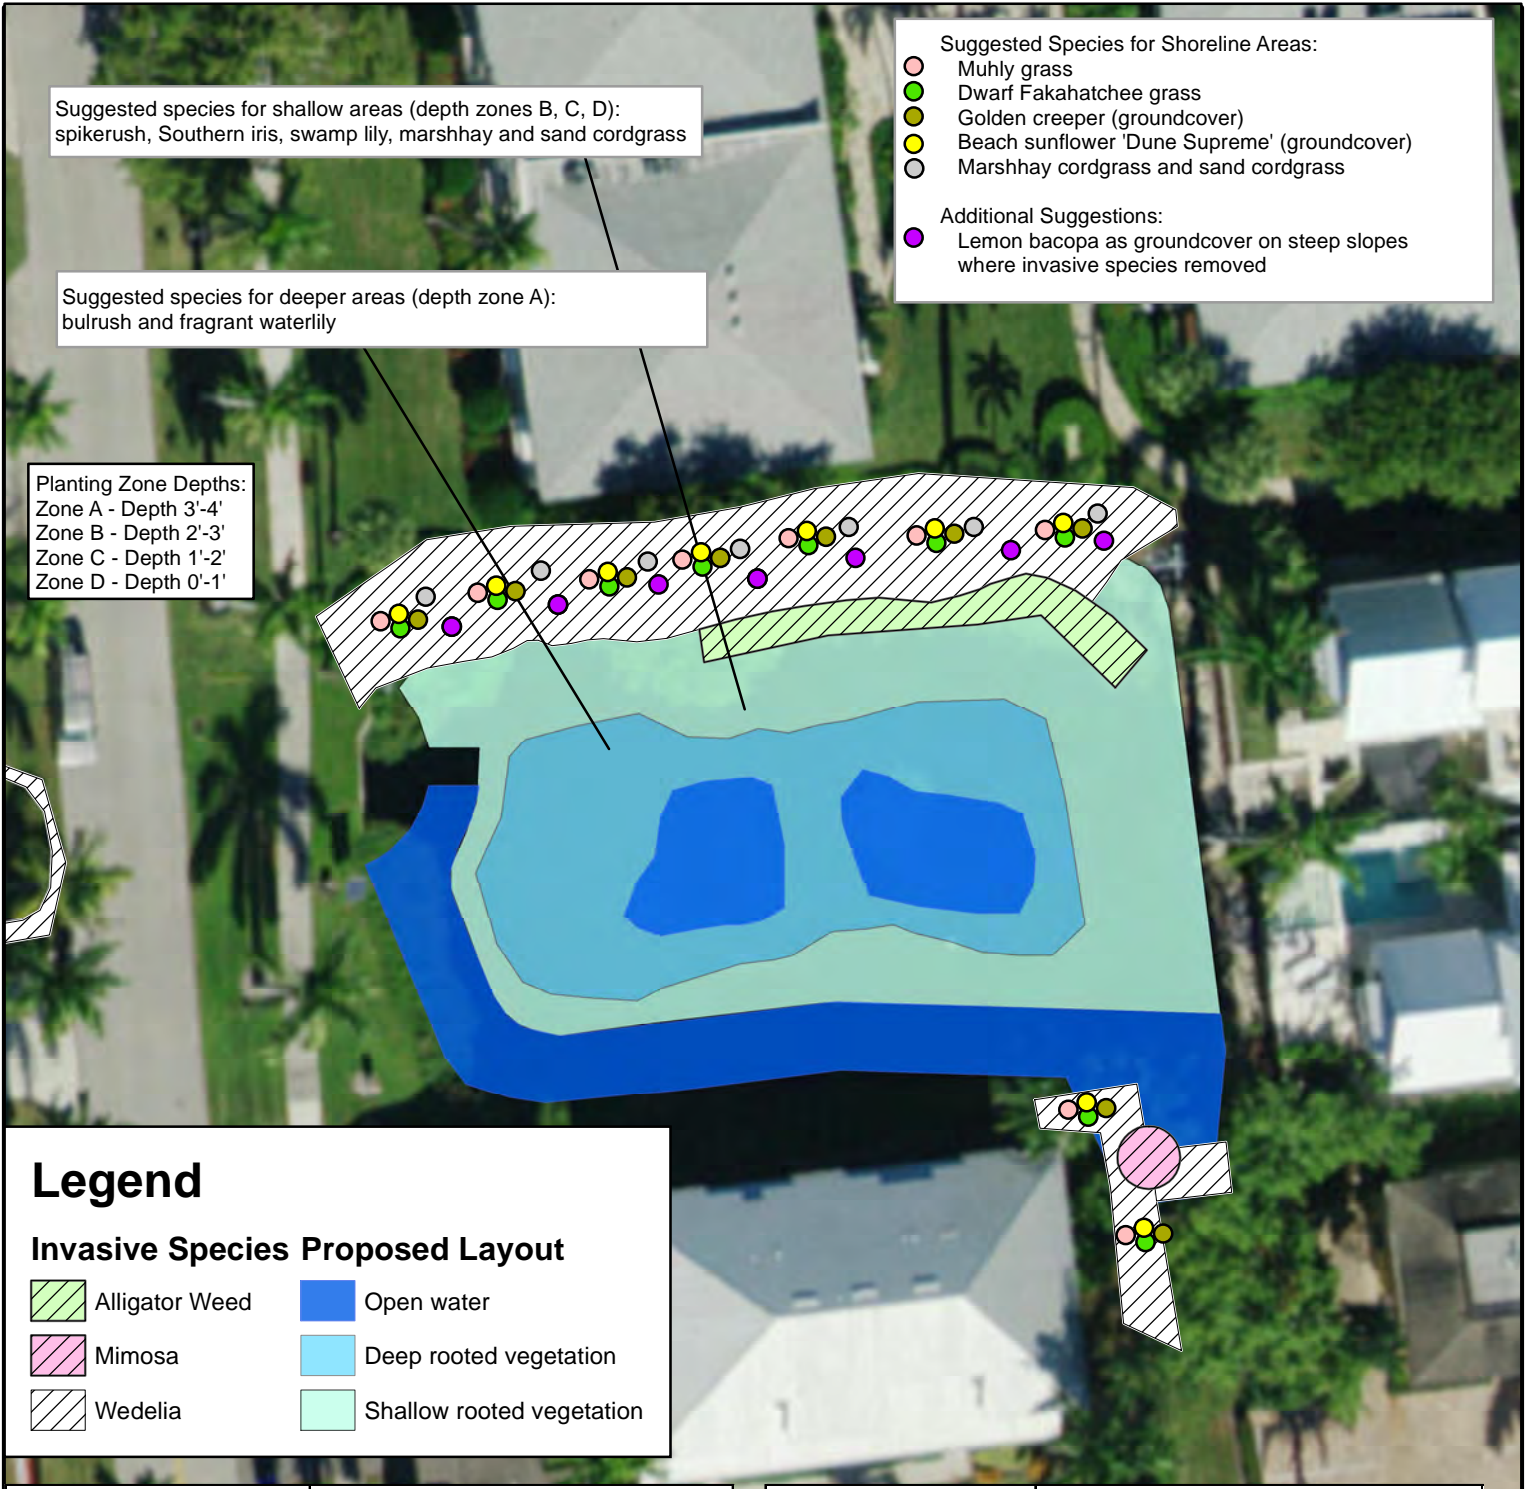 Suggested species for shallow areas (depth zones B, C, D):
spikerush, Southern iris, swamp lily, marshhay and sand cordgrass
Suggested Species for Shoreline Areas:
Muhly grass
Dwarf Fakahatchee grass
Golden creeper (groundcover)
Beach sunflower 'Dune Supreme' (groundcover)
Marshhay cordgrass and sand cordgrass
Additional Suggestions:
Lemon bacopa as groundcover on steep slopes
where invasive species removed
Suggested species for deeper areas (depth zone A):
bulrush and fragrant waterlily
Planting Zone Depths:
Zone A - Depth 3'-4'
Zone B - Depth 2'-3'
Zone C - Depth 1'-2'
Zone D - Depth 0'-1'
Legend
Invasive Species
Alligator Weed
Mimosa
Wedelia
Proposed Layout
Open water
Deep rooted vegetation
Shallow rooted vegetation